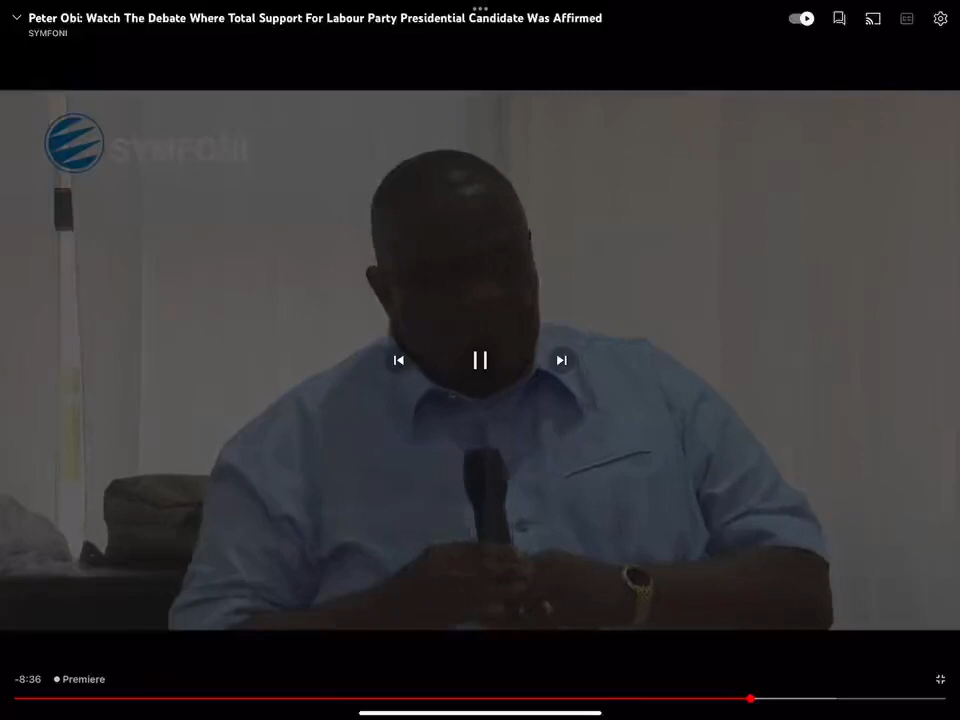 Peter Obi: Watch The Debate Where Total Support For Labour Party Presidential Candidate Was Affirmed
SYMFONI
SYMFONI
-8:36 ● Premiere